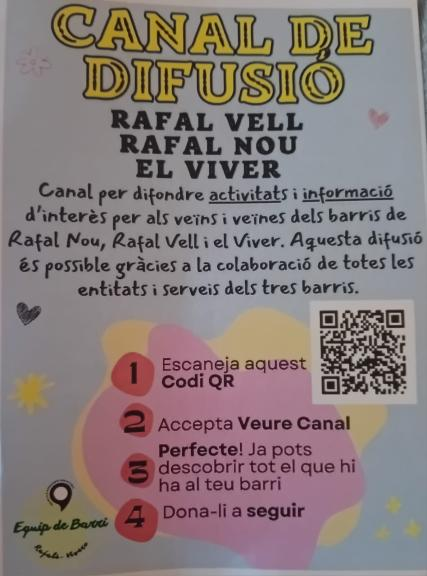 CANAL DE
DIFUSIÓ
RAFAL VELL
RAFAL NOU
EL VIVER
Canal per difondre activitats i informació
d'interès per als veïns i veïnes dels barris de
Rafal Nou, Rafal Vell i el Viver. Aquesta difusió
és possible gràcies a la colaboració de totes les
entitats i serveis dels tres barris.
1 Escaneja aquest
Codi QR
2 Accepta Veure Canal
3 Perfecte! Ja pots
descobrir tot el que hi
ha al teu barri
4 Dona-li a seguir
Equip de Barri
Rafals-